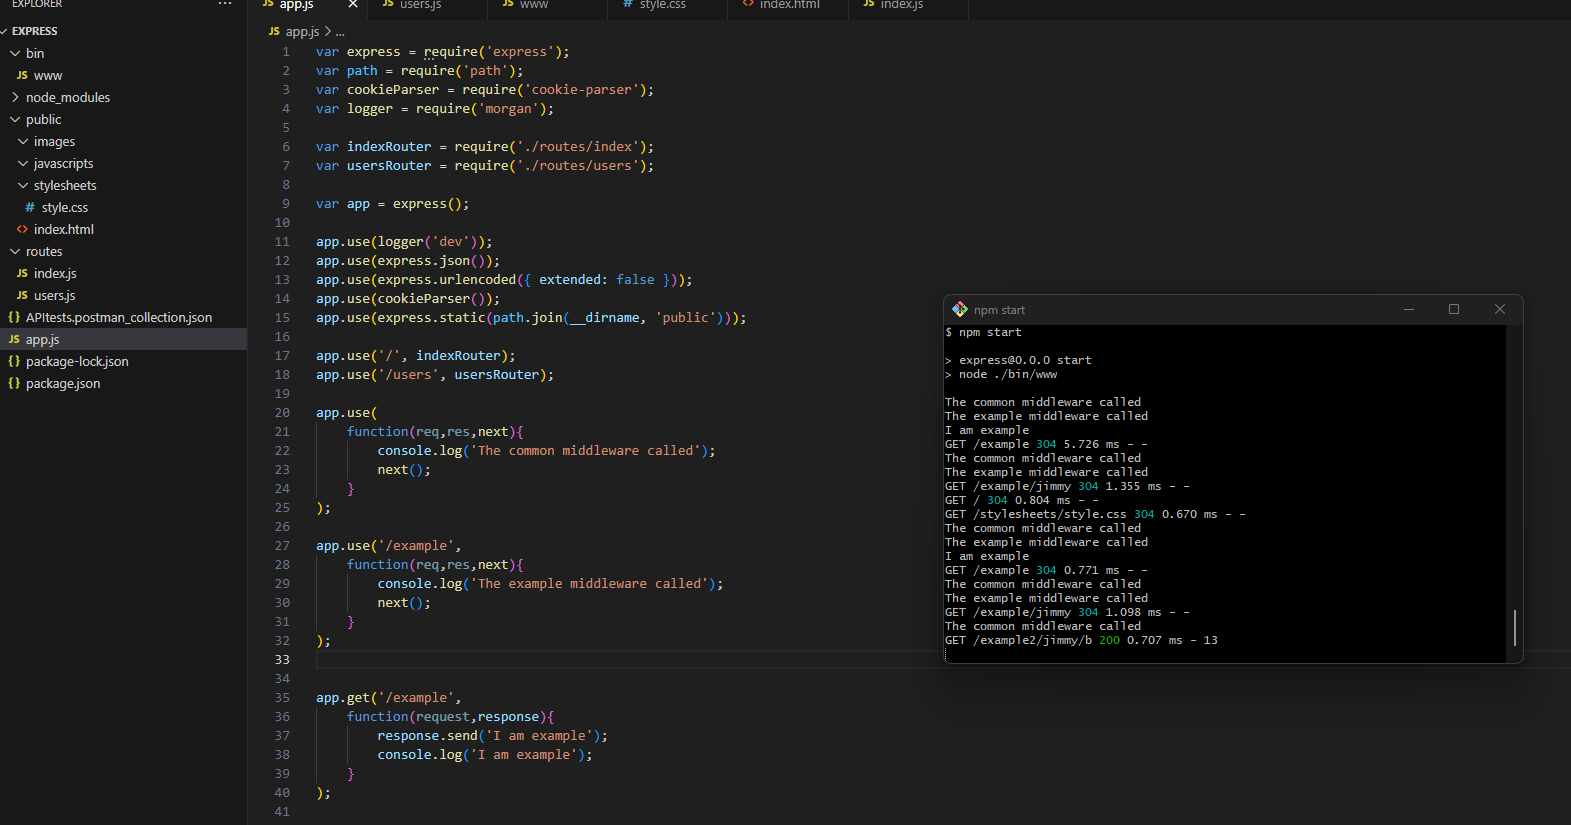 EXPLORER ...
EXPRESS
bin
JS www
node_modules
public
images
javascripts
stylesheets
# style.css
<> index.html
routes
JS index.js
JS users.js
{} APItests.postman_collection.json
JS app.js
{} package-lock.json
{} package.json
JS app.js
JS users.js
JS www
# style.css
<> index.html
JS index.js
JS app.js > ...
1 var express = require('express');
2 var path = require('path');
3 var cookieParser = require('cookie-parser');
4 var logger = require('morgan');
5
6 var indexRouter = require('./routes/index');
7 var usersRouter = require('./routes/users');
8
9 var app = express();
10
11 app.use(logger('dev'));
12 app.use(express.json());
13 app.use(express.urlencoded({ extended: false }));
14 app.use(cookieParser());
15 app.use(express.static(path.join(__dirname, 'public')));
16
17 app.use('/', indexRouter);
18 app.use('/users', usersRouter);
19
20 app.use(
21 function(req,res,next){
22 console.log('The common middleware called');
23 next();
24 }
25 );
26
27 app.use('/example',
28 function(req,res,next){
29 console.log('The example middleware called');
30 next();
31 }
32 );
33
34
35 app.get('/example',
36 function(request,response){
37 response.send('I am example');
38 console.log('I am example');
39 }
40 );
41
npm start
$ npm start
> express@0.0.0 start
> node ./bin/www
The common middleware called
The example middleware called
I am example
GET /example 304 5.726 ms - -
The common middleware called
The example middleware called
GET /example/jimmy 304 1.355 ms - -
GET / 304 0.804 ms - -
GET /stylesheets/style.css 304 0.670 ms - -
The common middleware called
The example middleware called
I am example
GET /example 304 0.771 ms - -
The common middleware called
The example middleware called
GET /example/jimmy 304 1.098 ms - -
The common middleware called
GET /example2/jimmy/b 200 0.707 ms - 13